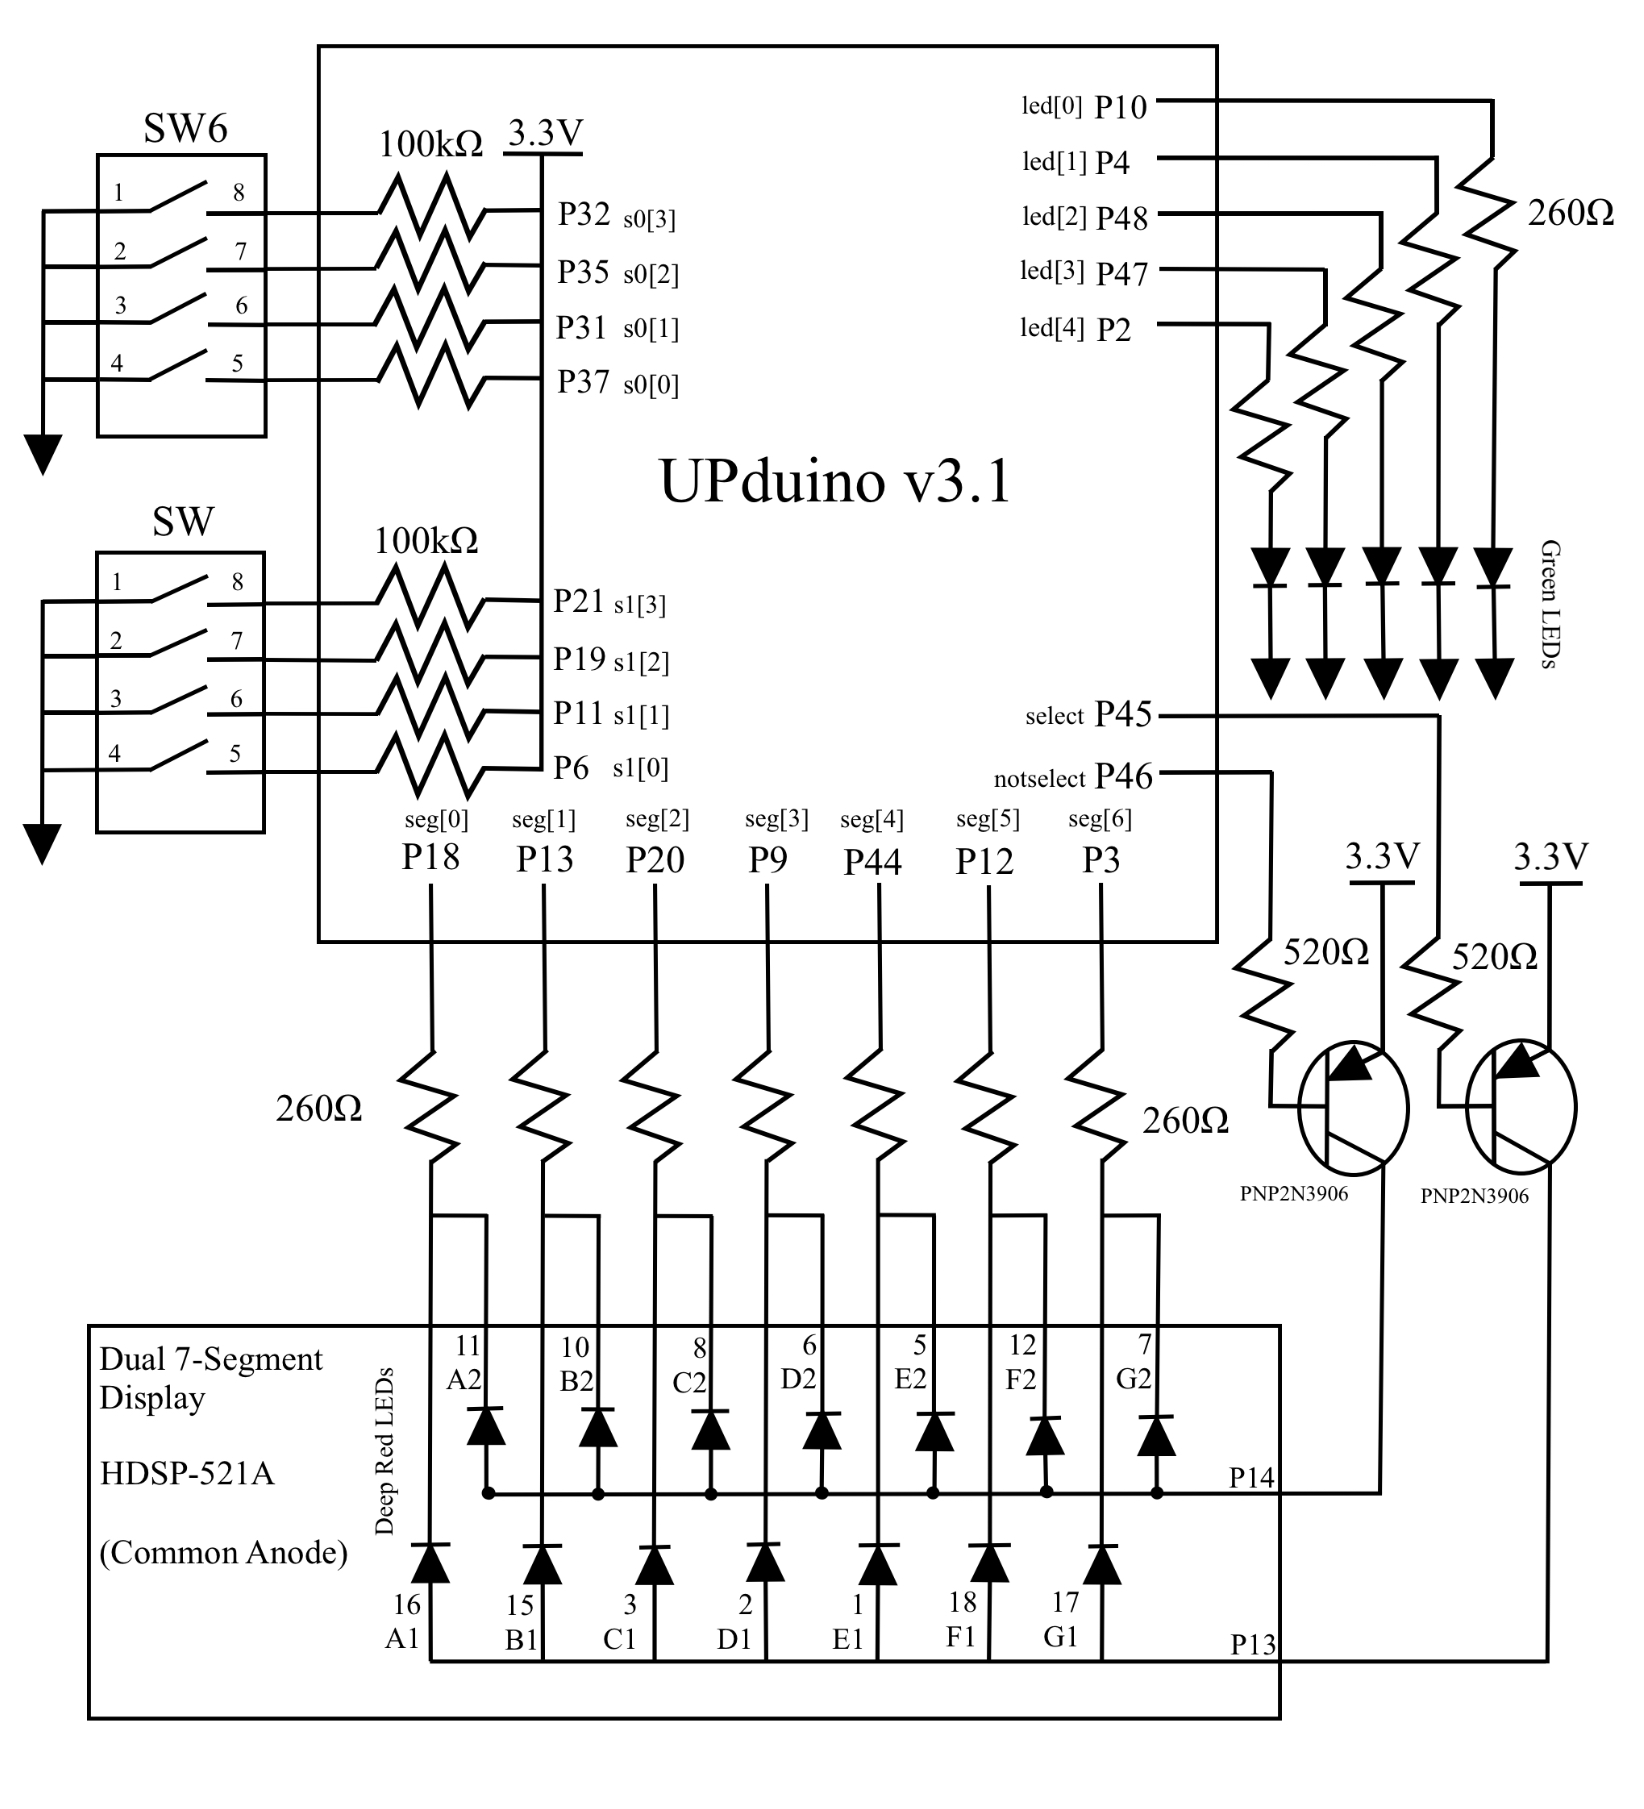 SW6
1 8
2 7
3 6
4 5
100kΩ
3.3V
P32 s0[3]
P35 s0[2]
P31 s0[1]
P37 s0[0]
led[0] P10
led[1] P4
led[2] P48
led[3] P47
led[4] P2
260Ω
Green LEDs
UPduino v3.1
SW
1 8
2 7
3 6
4 5
100kΩ
P21 s1[3]
P19 s1[2]
P11 s1[1]
P6 s1[0]
select P45
notselect P46
seg[0] seg[1] seg[2] seg[3] seg[4] seg[5] seg[6]
P18 P13 P20 P9 P44 P12 P3
3.3V 3.3V
520Ω 520Ω
260Ω 260Ω
PNP2N3906 PNP2N3906
Dual 7-Segment
Display
HDSP-521A
(Common Anode)
Deep Red LEDs
11 10 8 6 5 12 7
A2 B2 C2 D2 E2 F2 G2
P14
16 15 3 2 1 18 17
A1 B1 C1 D1 E1 F1 G1
P13